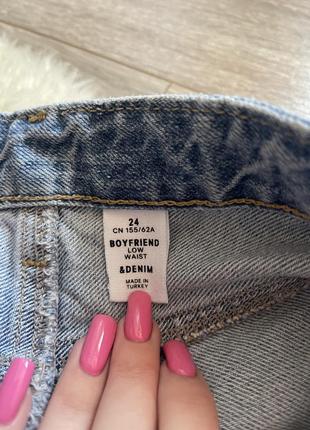 24
CN 155/62A
BOYFRIEND
LOW
WAIST
&DENIM
MADE IN
TURKEY